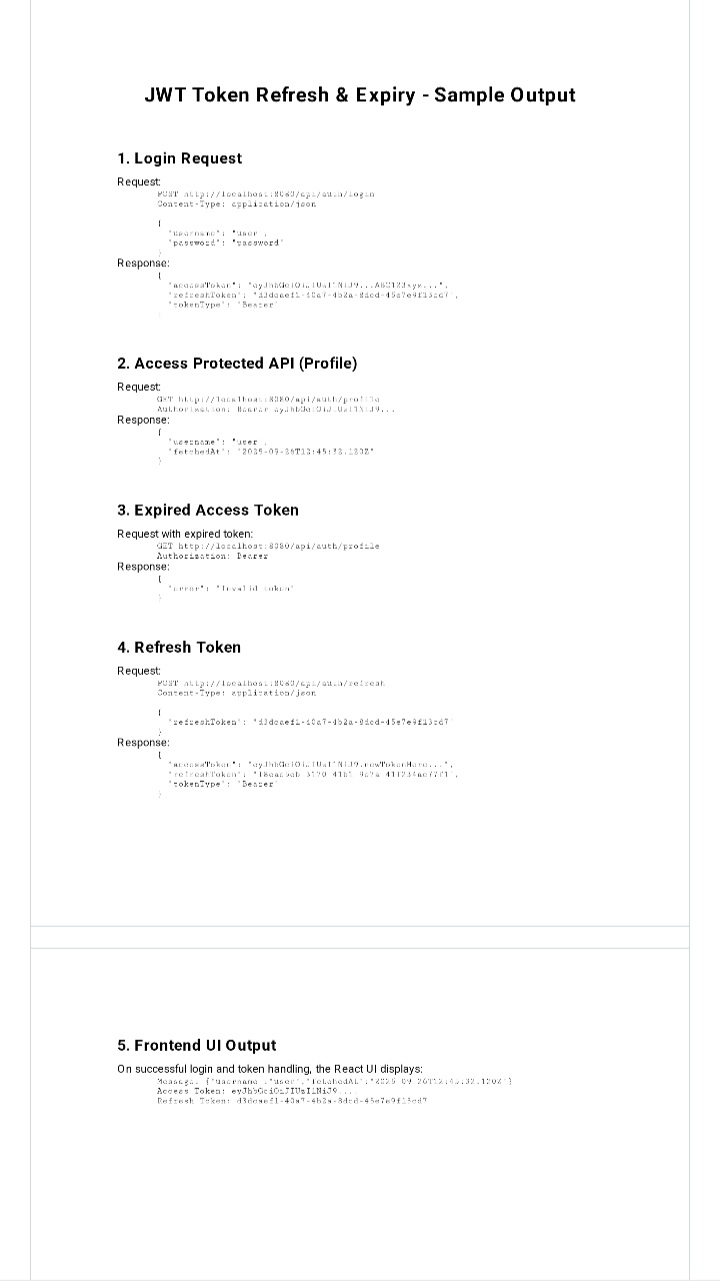 JWT Token Refresh & Expiry - Sample Output
1. Login Request
Request:
POST http://localhost:8080/api/auth/login
Content-Type: application/json
{
"username": "user",
"password": "password"
}
Response:
{
"accessToken": "eyJhbGciOiJIUzI1NiJ9...ABC123xyz...",
"refreshToken": "d3dcaef1-40a7-4b2a-8dcd-45e7e9f13cd7",
"tokenType": "Bearer"
2. Access Protected API (Profile)
Request:
GET http://localhost:8080/api/auth/profile
Authorization: Bearer eyJhbGciOiJIUzI1NiJ9...
Response:
{
"username": "user",
"fetchedAt": "2025-09-26T12:45:32.120Z"
}
3. Expired Access Token
Request with expired token:
GET http://localhost:8080/api/auth/profile
Authorization: Bearer
Response:
{
"error": "Invalid token"
}
4. Refresh Token
Request:
POST http://localhost:8080/api/auth/refresh
Content-Type: application/json
{
"refreshToken": "d3dcaef1-40a7-4b2a-8dcd-45e7e9f13cd7"
}
Response:
{
"accessToken": "eyJhbGciOiJIUzI1NiJ9.newTokenHere...",
"refreshToken":
"tokenType": "Bearer"
}
5. Frontend UI Output
On successful login and token handling, the React UI displays:
Message: {"username":"user","fetchedAt":"2025-09-26T12:45:32.120Z"}
Access Token: eyJhbGciOiJIUzI1NiJ9...
Refresh Token: d3dcaef1-40a7-4b2a-8dcd-45e7e9f13cd7